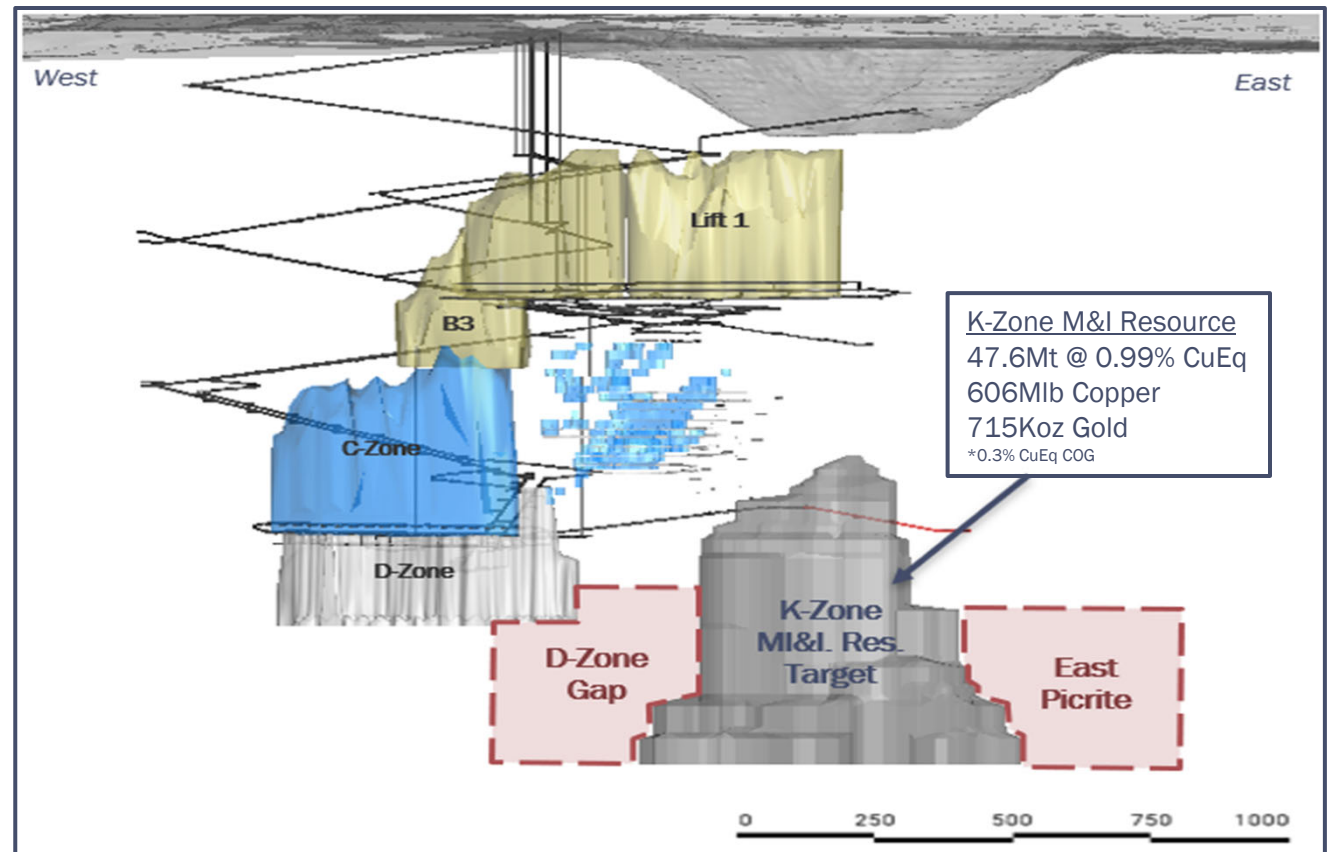 West
East
Lift 1
B3
K-Zone M&I Resource
47.6Mt @ 0.99% CuEq
606Mlb Copper
715Koz Gold
*0.3% CuEq COG
C-Zone
D-Zone
D-Zone
Gap
K-Zone
MI&I. Res.
Target
East
Picrite
0 250 500 750 1000